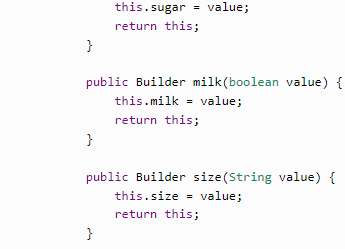 this.sugar = value;
return this;
}
public Builder milk(boolean value) {
this.milk = value;
return this;
}
public Builder size(String value) {
this.size = value;
return this;
}